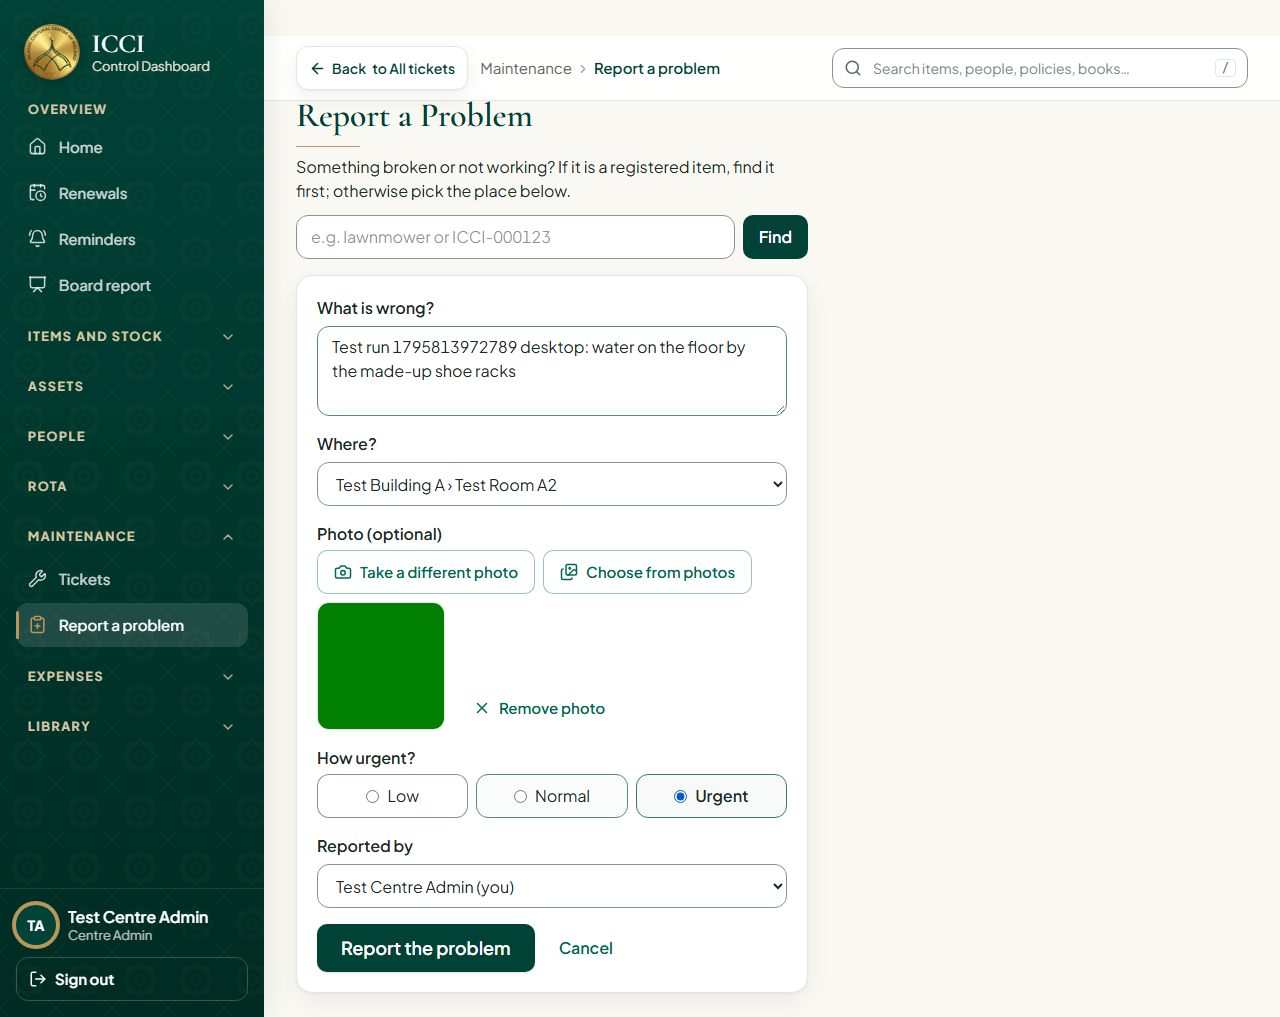 ICCI
Control Dashboard
OVERVIEW
Home
Renewals
Reminders
Board report
ITEMS AND STOCK
ASSETS
PEOPLE
ROTA
MAINTENANCE
Tickets
Report a problem
EXPENSES
LIBRARY
TA
Test Centre Admin
Centre Admin
Sign out
Back to All tickets
Maintenance › Report a problem
Search items, people, policies, books…
/
Report a Problem
Something broken or not working? If it is a registered item, find it
first; otherwise pick the place below.
e.g. lawnmower or ICCI-000123
Find
What is wrong?
Test run 1795813972789 desktop: water on the floor by
the made-up shoe racks
Where?
Test Building A › Test Room A2
Photo (optional)
Take a different photo
Choose from photos
Remove photo
How urgent?
Low
Normal
Urgent
Reported by
Test Centre Admin (you)
Report the problem
Cancel